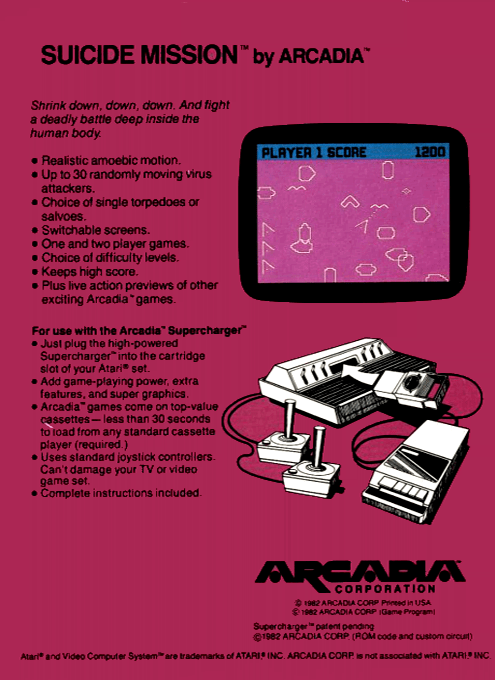 SUICIDE MISSION™ by ARCADIA™
Shrink down, down, down. And fight
a deadly battle deep inside the
human body.
• Realistic amoebic motion.
• Up to 30 randomly moving virus
attackers.
• Choice of single torpedoes or
salvoes.
• Switchable screens.
• One and two player games.
• Choice of difficulty levels.
• Keeps high score.
• Plus live action previews of other
exciting Arcadia™ games.
PLAYER 1 SCORE 1200
For use with the Arcadia™ Supercharger™
• Just plug the high-powered
Supercharger™ into the cartridge
slot of your Atari® set.
• Add game-playing power, extra
features, and super graphics.
• Arcadia™ games come on top-value
cassettes — less than 30 seconds
to load from any standard cassette
player (required.)
• Uses standard joystick controllers.
Can't damage your TV or video
game set.
• Complete instructions included.
ARCADIA™
CORPORATION
© 1982 ARCADIA CORP. Printed in USA
© 1982 ARCADIA CORP. (Game Program)
Supercharger™ patent pending
©1982 ARCADIA CORP. (ROM code and custom circuit)
Atari® and Video Computer System™ are trademarks of ATARI,® INC. ARCADIA CORP. is not associated with ATARI,® INC.